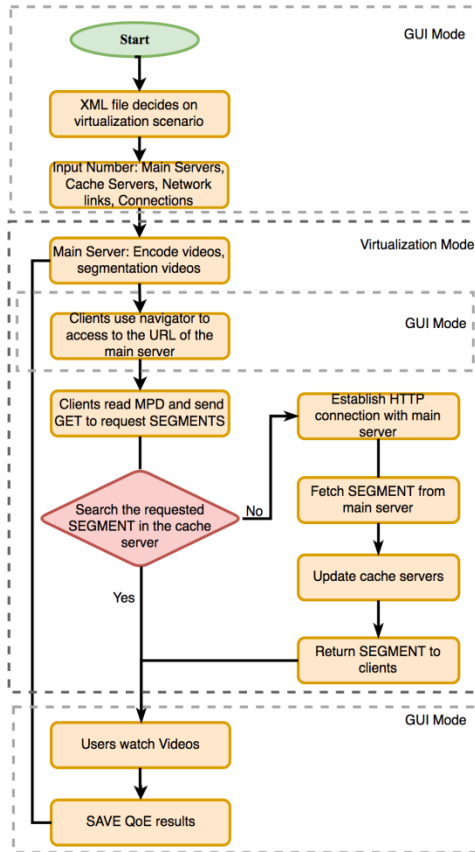 Start
GUI Mode
XML file decides on
virtualization scenario
Input Number: Main Servers,
Cache Servers, Network
links, Connections
Virtualization Mode
Main Server: Encode videos,
segmentation videos
Clients use navigator to
access to the URL of the
main server
GUI Mode
Clients read MPD and send
GET to request SEGMENTS
Establish HTTP
connection with main
server
Search the requested
SEGMENT in the cache
server
No
Fetch SEGMENT from
main server
Update cache servers
Yes
Return SEGMENT to
clients
GUI Mode
Users watch Videos
SAVE QoE results